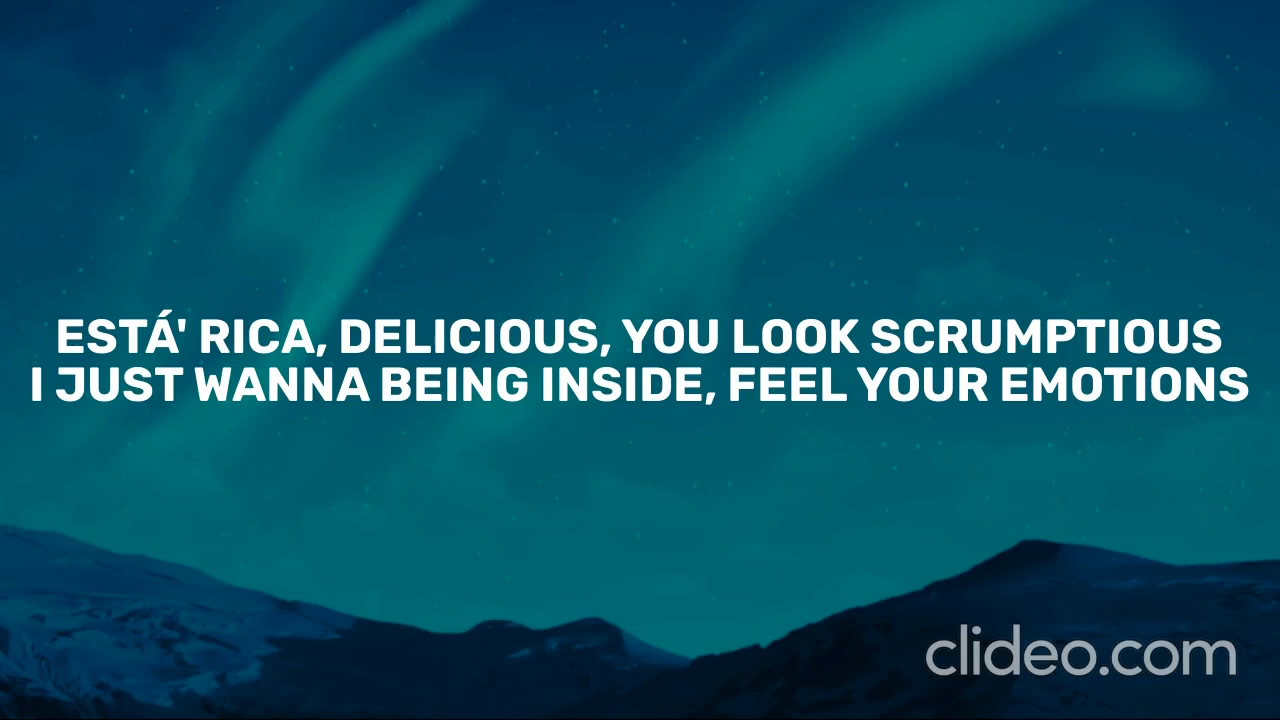 ESTÁ' RICA, DELICIOUS, YOU LOOK SCRUMPTIOUS
I JUST WANNA BEING INSIDE, FEEL YOUR EMOTIONS
clideo.com